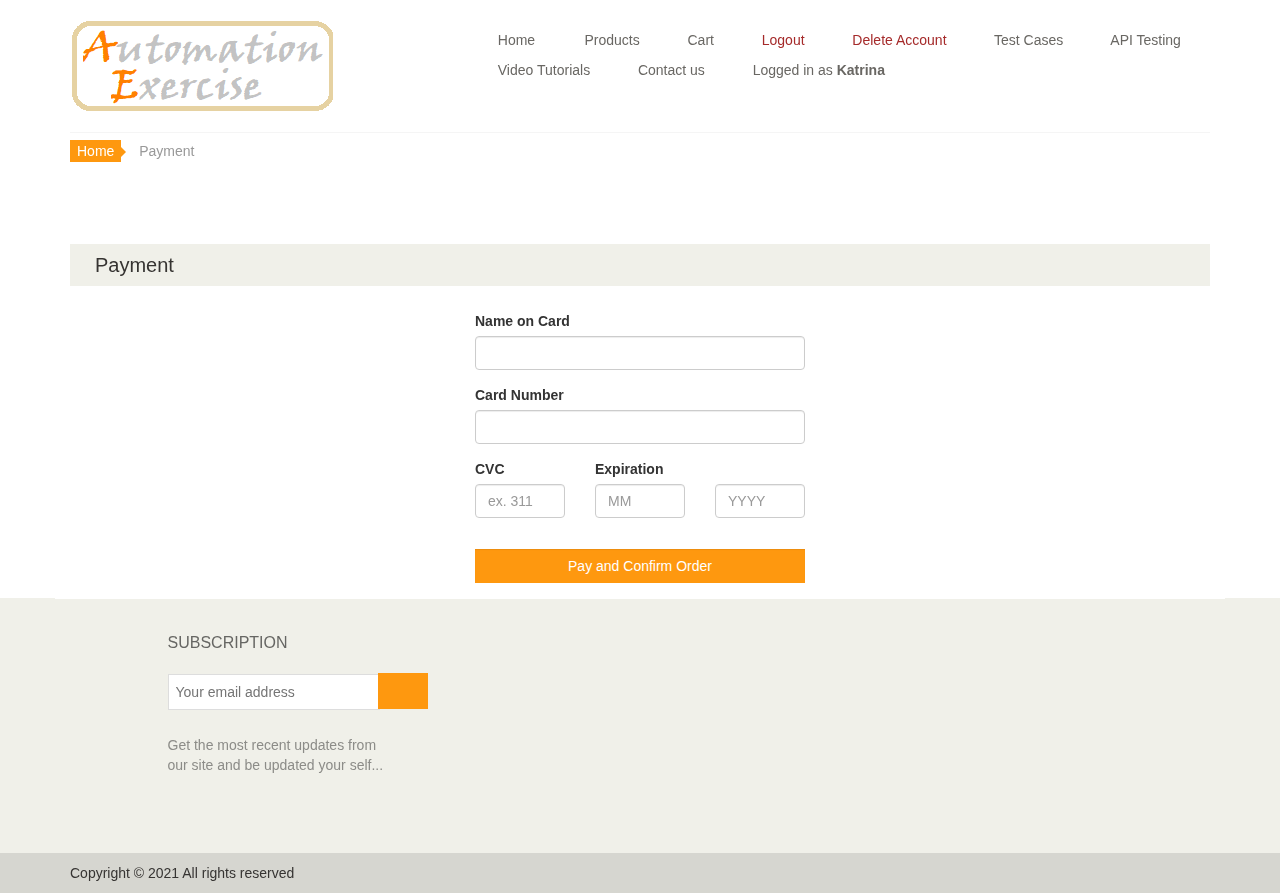 Automation
Exercise
Home Products Cart Logout Delete Account Test Cases API Testing
Video Tutorials Contact us Logged in as Katrina
Home Payment
Payment
Name on Card
Card Number
CVC Expiration
ex. 311 MM YYYY
Pay and Confirm Order
SUBSCRIPTION
Your email address
Get the most recent updates from
our site and be updated your self...
Copyright © 2021 All rights reserved